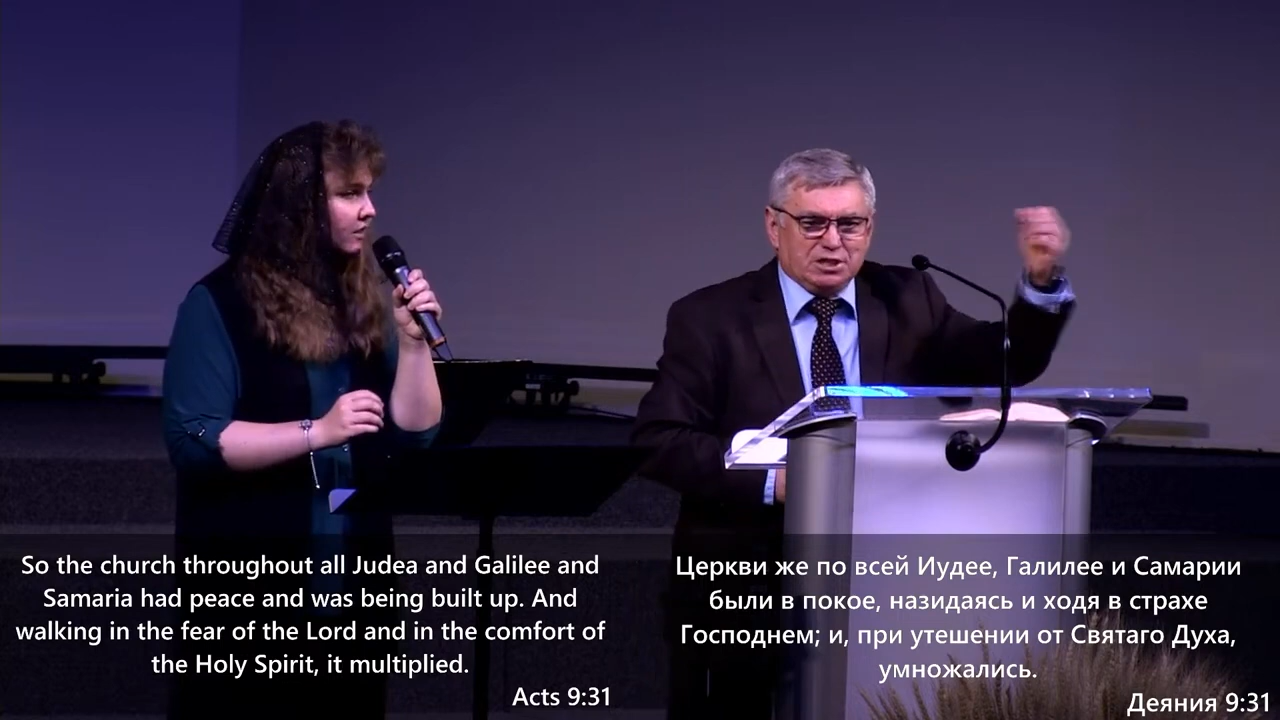 So the church throughout all Judea and Galilee and
Samaria had peace and was being built up. And
walking in the fear of the Lord and in the comfort of
the Holy Spirit, it multiplied.
Acts 9:31
Церкви же по всей Иудее, Галилее и Самарии
были в покое, назидаясь и ходя в страхе
Господнем; и, при утешении от Святаго Духа,
умножались.
Деяния 9:31